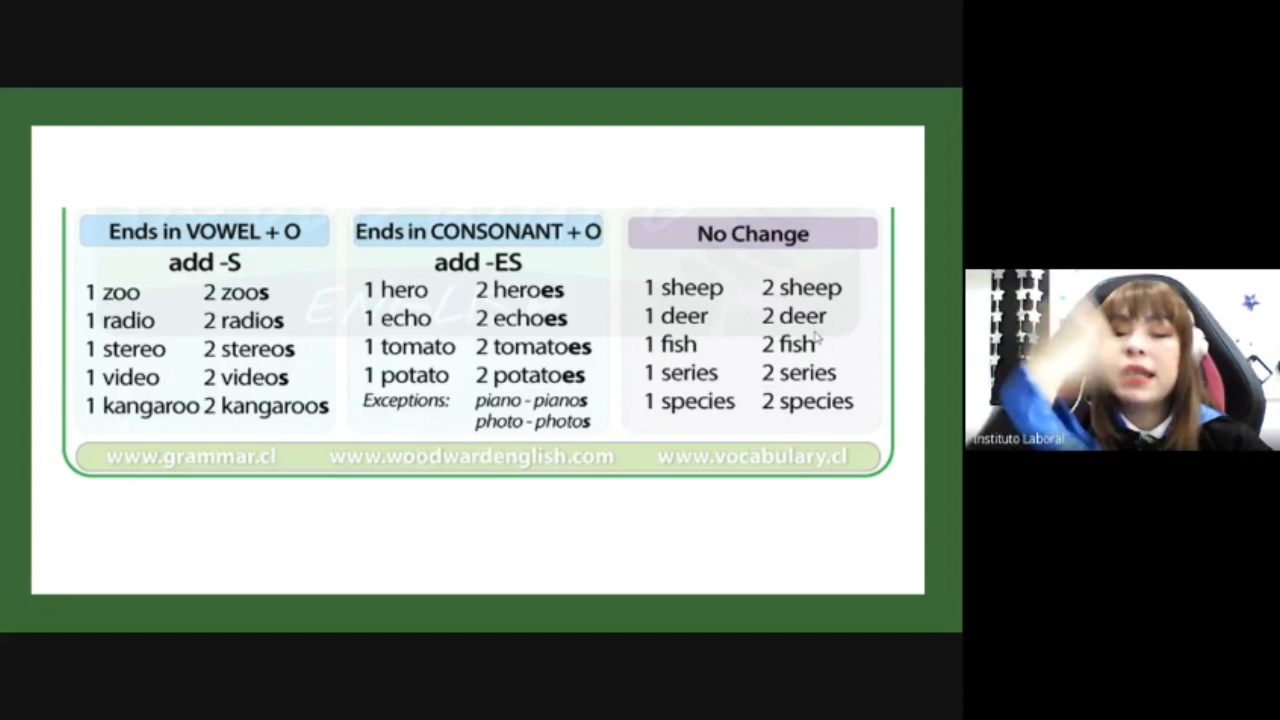 Ends in VOWEL + O
add -S
1 zoo 2 zoos
1 radio 2 radios
1 stereo 2 stereos
1 video 2 videos
1 kangaroo 2 kangaroos
Ends in CONSONANT + O
add -ES
1 hero 2 heroes
1 echo 2 echoes
1 tomato 2 tomatoes
1 potato 2 potatoes
Exceptions: piano - pianos
photo - photos
No Change
1 sheep 2 sheep
1 deer 2 deer
1 fish 2 fish
1 series 2 series
1 species 2 species
www.grammar.cl www.woodwardenglish.com www.vocabulary.cl
Instituto Laboral